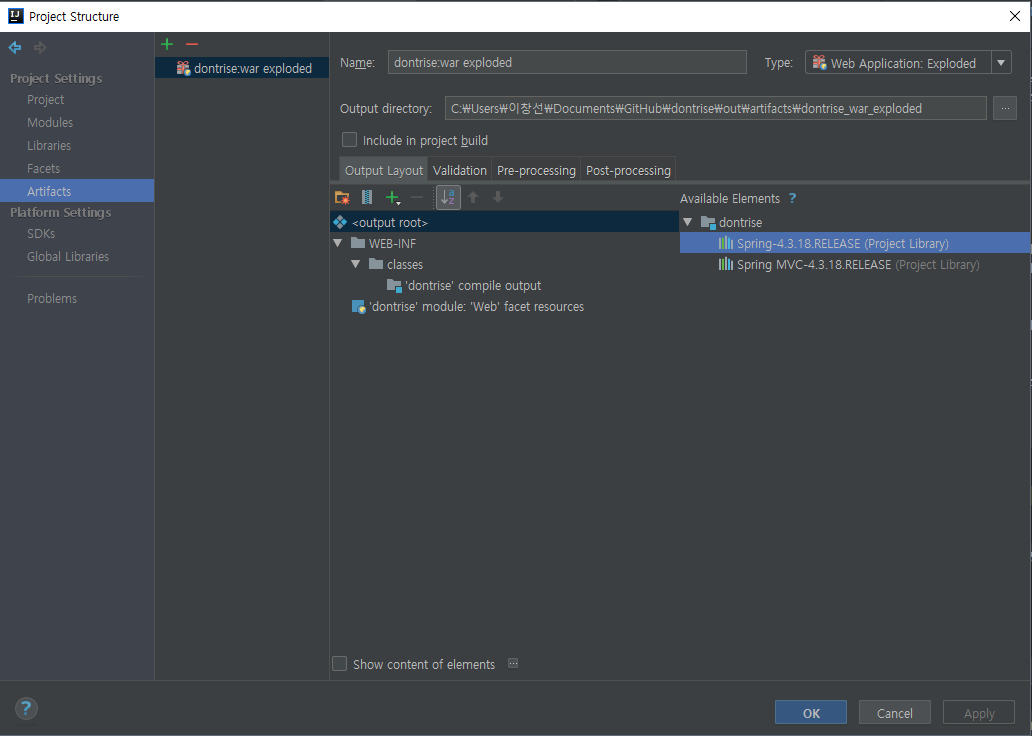 Project Structure
Project Settings
Project
Modules
Libraries
Facets
Artifacts
Platform Settings
SDKs
Global Libraries
Problems
dontrise:war exploded
Name: dontrise:war exploded Type: Web Application: Exploded
Output directory: C:₩Users₩이창선₩Documents₩GitHub₩dontrise₩out₩artifacts₩dontrise_war_exploded ...
Include in project build
Output Layout Validation Pre-processing Post-processing
a z
<output root>
WEB-INF
classes
'dontrise' compile output
'dontrise' module: 'Web' facet resources
Available Elements ?
dontrise
Spring-4.3.18.RELEASE (Project Library)
Spring MVC-4.3.18.RELEASE (Project Library)
Show content of elements ...
?
OK Cancel Apply